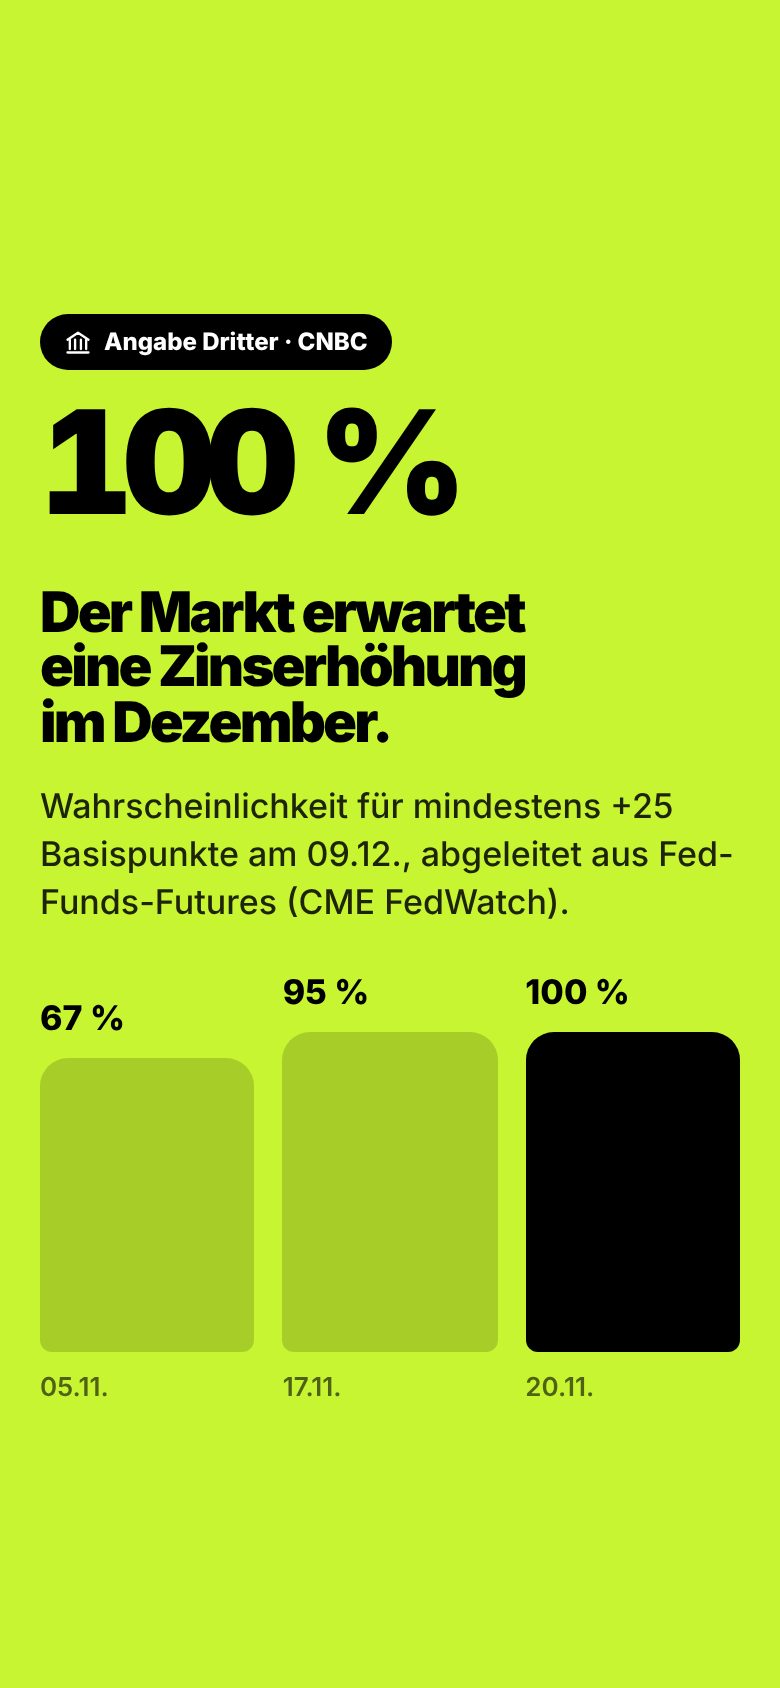 Angabe Dritter · CNBC
100 %
Der Markt erwartet
eine Zinserhöhung
im Dezember.
Wahrscheinlichkeit für mindestens +25
Basispunkte am 09.12., abgeleitet aus Fed-
Funds-Futures (CME FedWatch).
67 %
95 %
100 %
05.11.
17.11.
20.11.